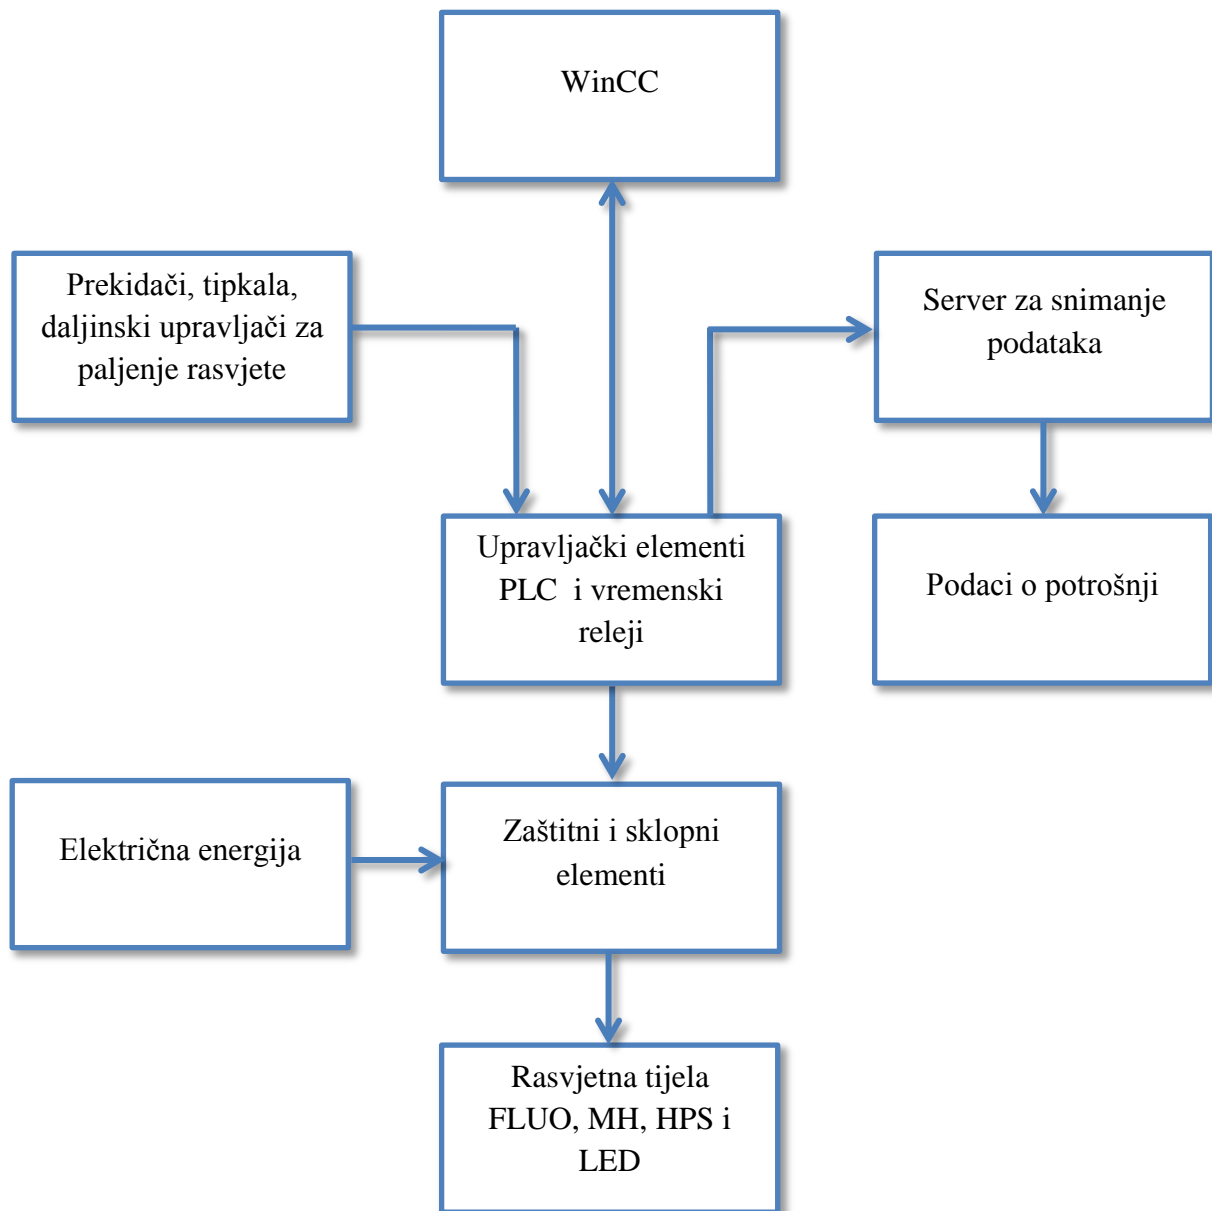 WinCC
Prekidači, tipkala,
daljinski upravljači za
paljenje rasvjete
Server za snimanje
podataka
Upravljački elementi
PLC i vremenski
releji
Podaci o potrošnji
Elekštrična energija
Zaštitni i sklopni
elementi
Rasvjetna tijela
FLUO, MH, HPS i
LED